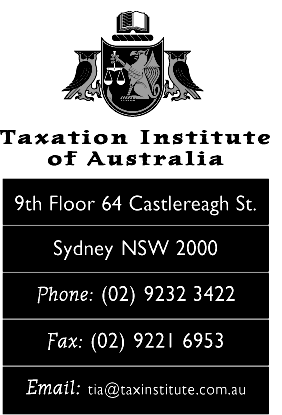 Taxation Institute
of Australia
9th Floor 64 Castlereagh St.
Sydney NSW 2000
Phone: (02) 9232 3422
Fax: (02) 9221 6953
Email: tia@taxinstitute.com.au